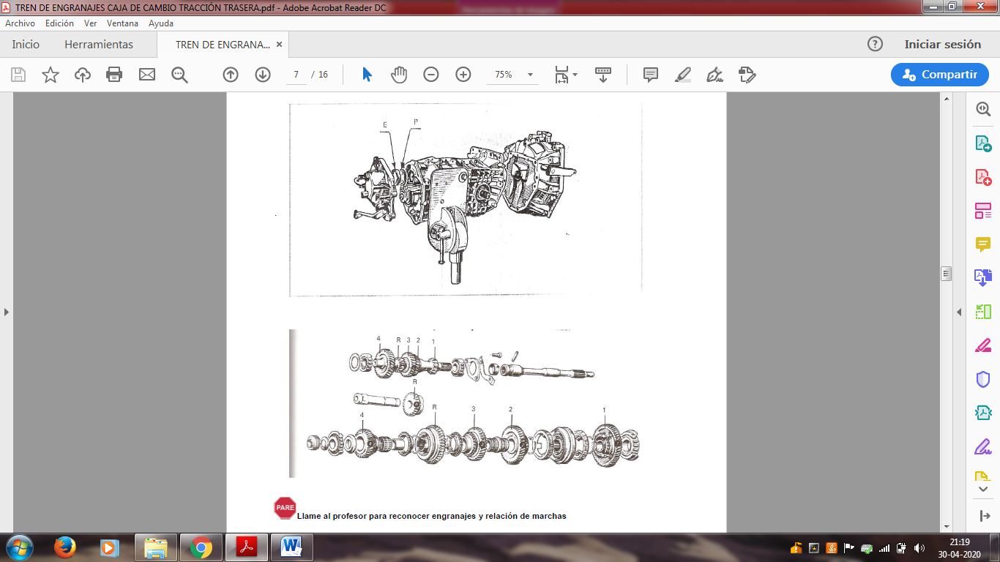 TREN DE ENGRANAJES CAJA DE CAMBIO TRACCIÓN TRASERA.pdf - Adobe Acrobat Reader DC
Archivo Edición Ver Ventana Ayuda
Inicio Herramientas TREN DE ENGRANA... × Iniciar sesión
7 / 16 75% Compartir
E P
4 R 3 2 1
R
4 R 3 2 1
PARE Llame al profesor para reconocer engranajes y relación de marchas
21:19
30-04-2020